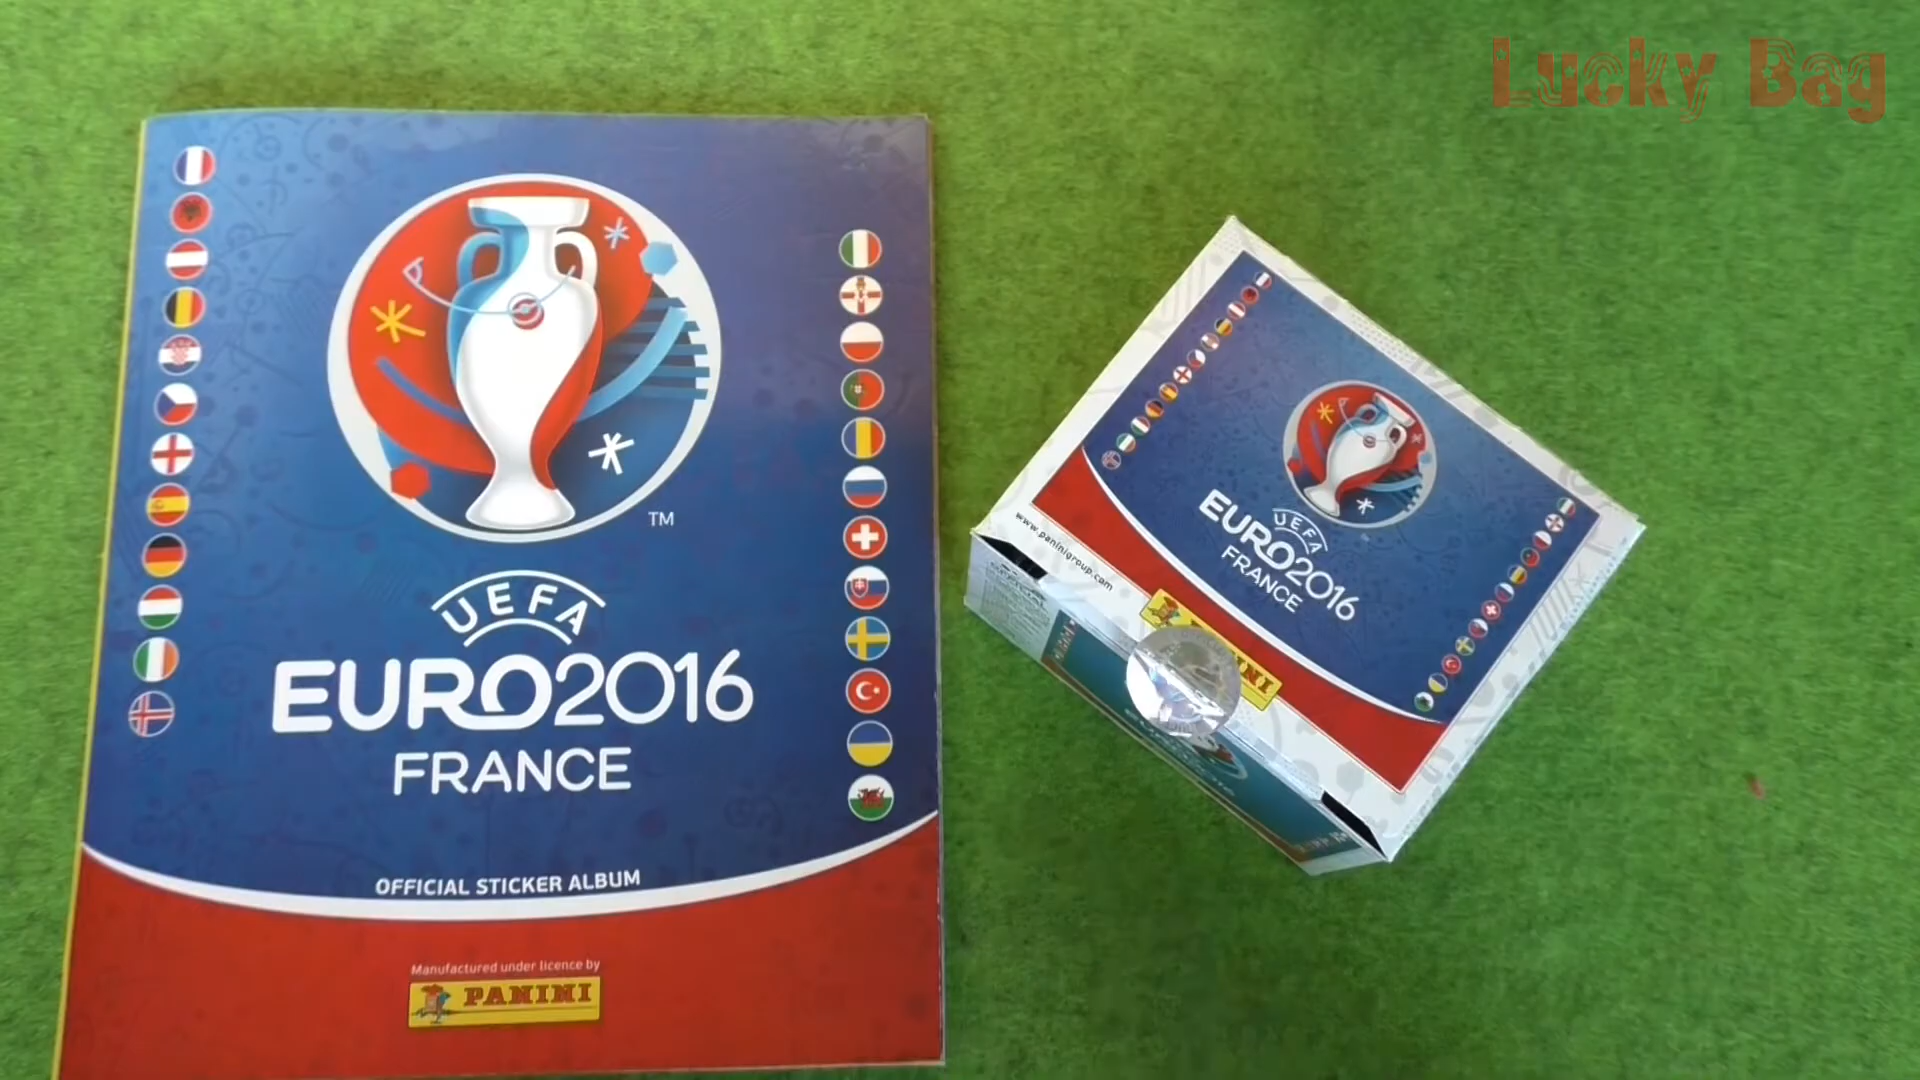 Lucky Bag
TM
UEFA
EURO2016
FRANCE
OFFICIAL STICKER ALBUM
Manufactured under licence by
PANINI
UEFA
EURO2016
FRANCE
www.paninigroup.com